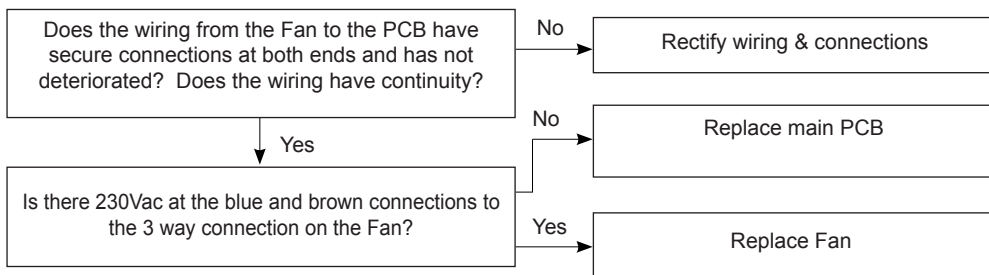 Does the wiring from the Fan to the PCB have
secure connections at both ends and has not
deteriorated?  Does the wiring have continuity?
No
Rectify wiring & connections
Yes
Is there 230Vac at the blue and brown connections to
the 3 way connection on the Fan?
No
Replace main PCB
Yes
Replace Fan